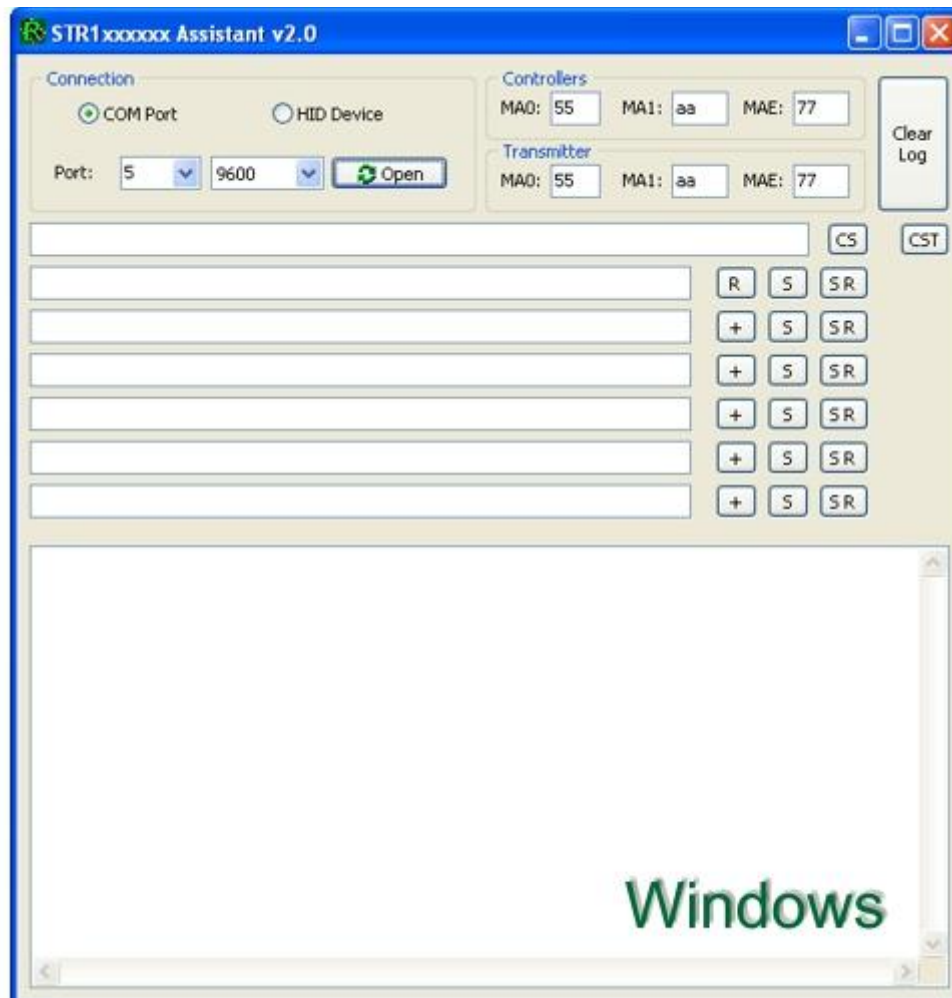 STR1xxxxxx Assistant v2.0
Connection
COM Port HID Device
Port: 5 9600 Open
Controllers
MA0: 55 MA1: aa MAE: 77
Transmitter
MA0: 55 MA1: aa MAE: 77
Clear
Log
CS CST
R S SR
+ S SR
+ S SR
+ S SR
+ S SR
+ S SR
Windows